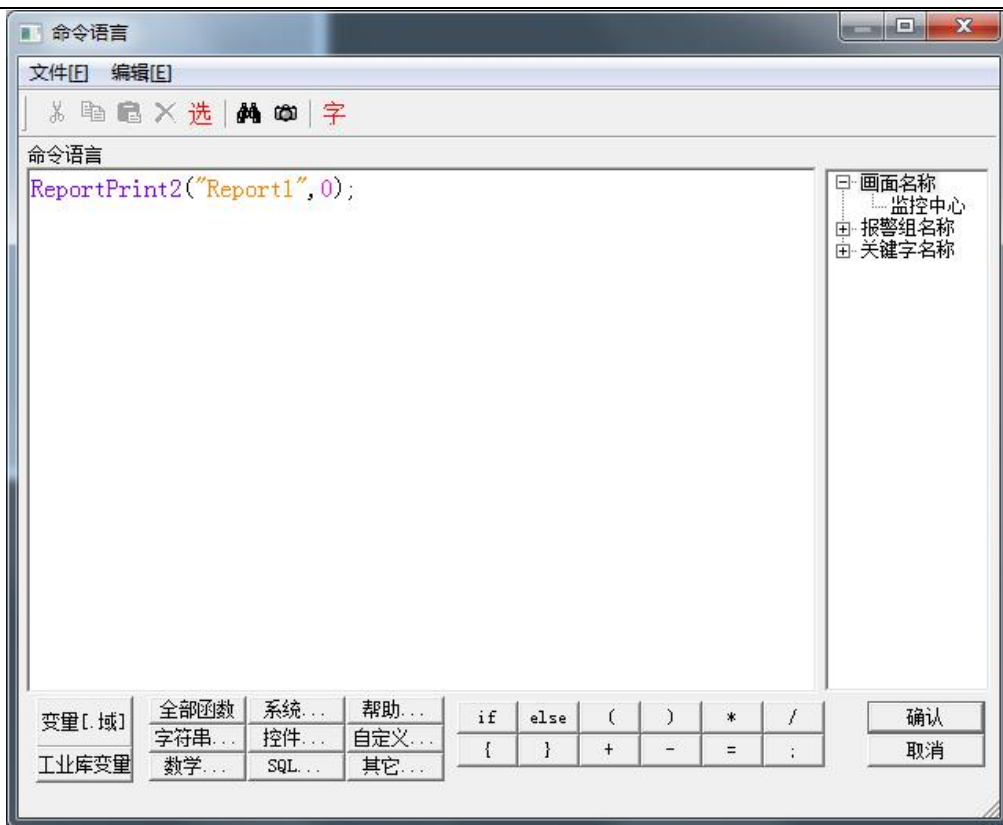 命令语言
文件[F] 编辑[E]
选 字
命令语言
ReportPrint2("Report1",0);
画面名称
监控中心
报警组名称
关键字名称
变量[.域] 全部函数 系统... 帮助... if else ( ) * / 确认
字符串... 控件... 自定义... { } + - = ; 取消
工业库变量 数学... SQL... 其它...